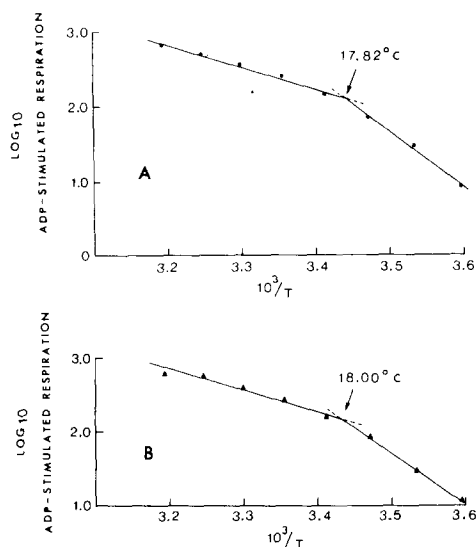 LOG10
ADP-STIMULATED RESPIRATION
3.0
2.0
1.0
0
17.82°C
A
3.2 3.3 3.4 3.5 3.6
10³/T
LOG10
ADP-STIMULATED RESPIRATION
3.0
2.0
1.0
18.00°C
B
3.2 3.3 3.4 3.5 3.6
10³/T